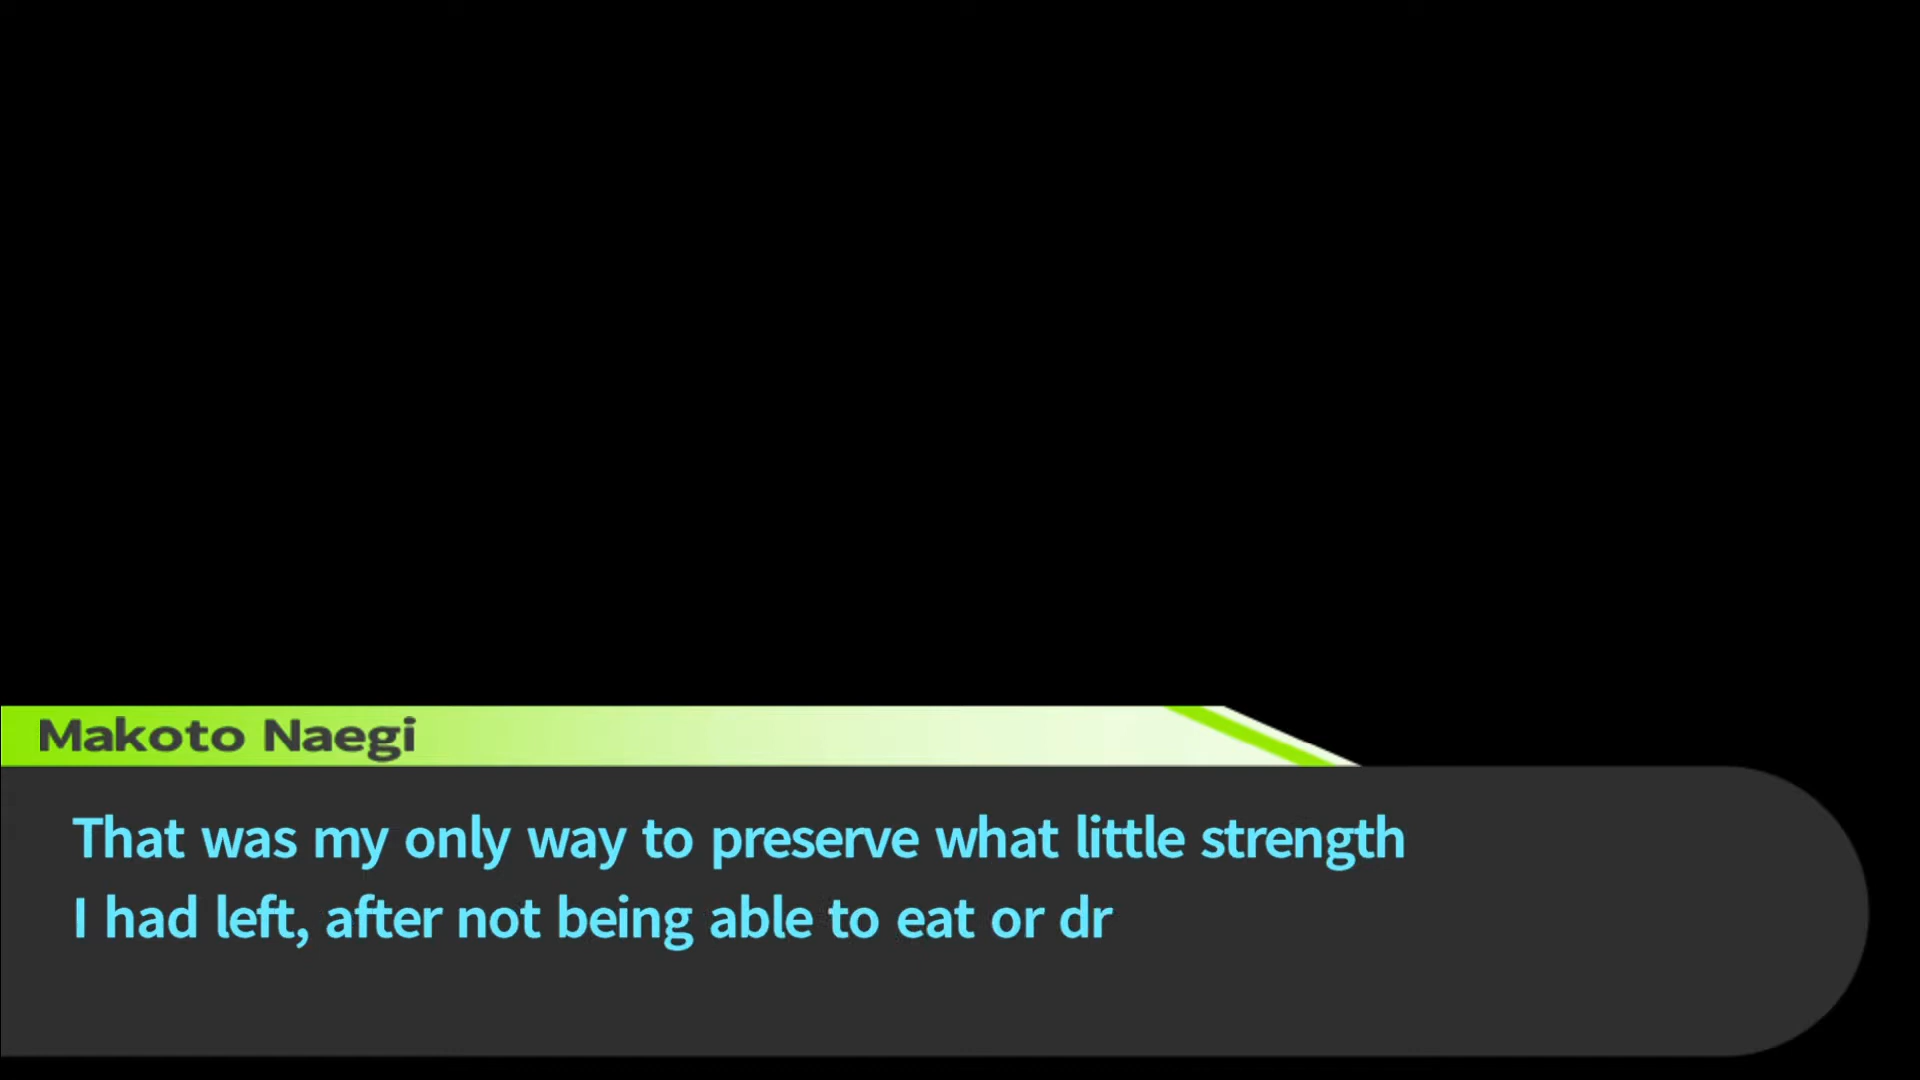 Makoto Naegi
That was my only way to preserve what little strength
I had left, after not being able to eat or dr